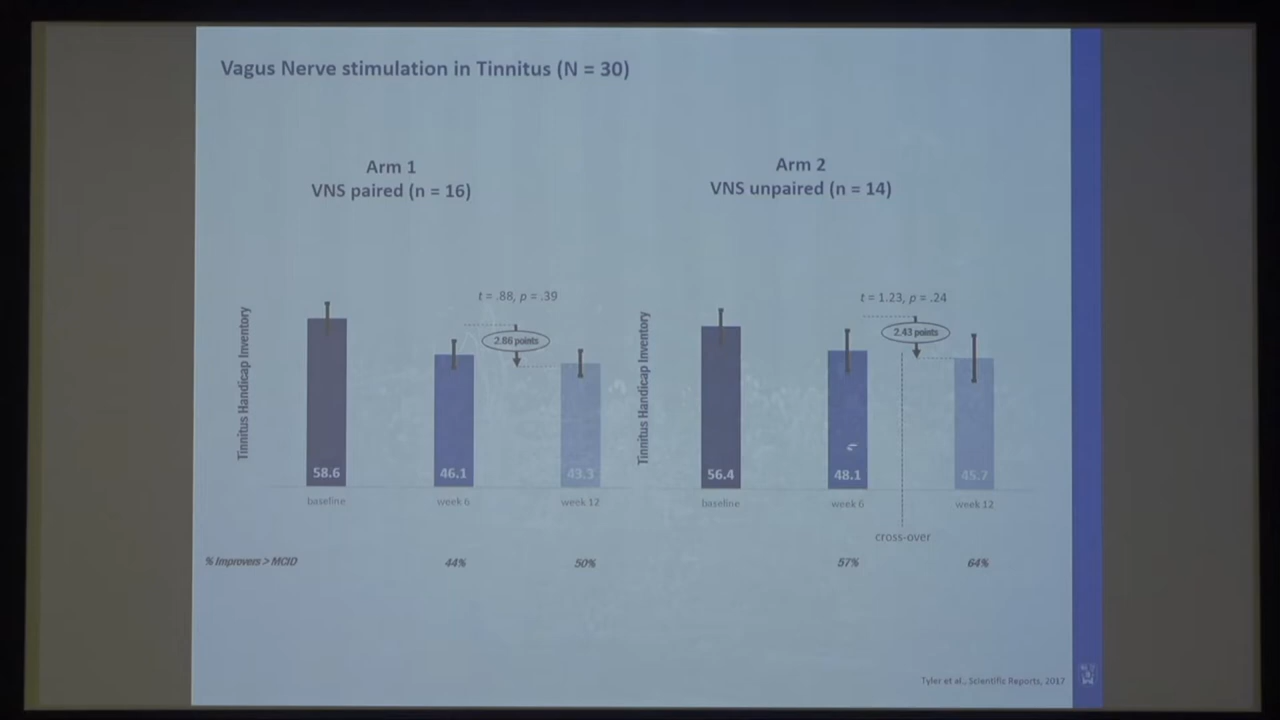 Vagus Nerve stimulation in Tinnitus (N = 30)
Arm 1
VNS paired (n = 16)
Arm 2
VNS unpaired (n = 14)
Tinnitus Handicap Inventory
t = .88, p = .39
2.86 points
58.6
46.1
43.3
baseline
week 6
week 12
Tinnitus Handicap Inventory
t = 1.23, p = .24
2.43 points
56.4
48.1
45.7
baseline
week 6
week 12
cross-over
% Improvers > MCID
44%
50%
57%
64%
Tyler et al., Scientific Reports, 2017